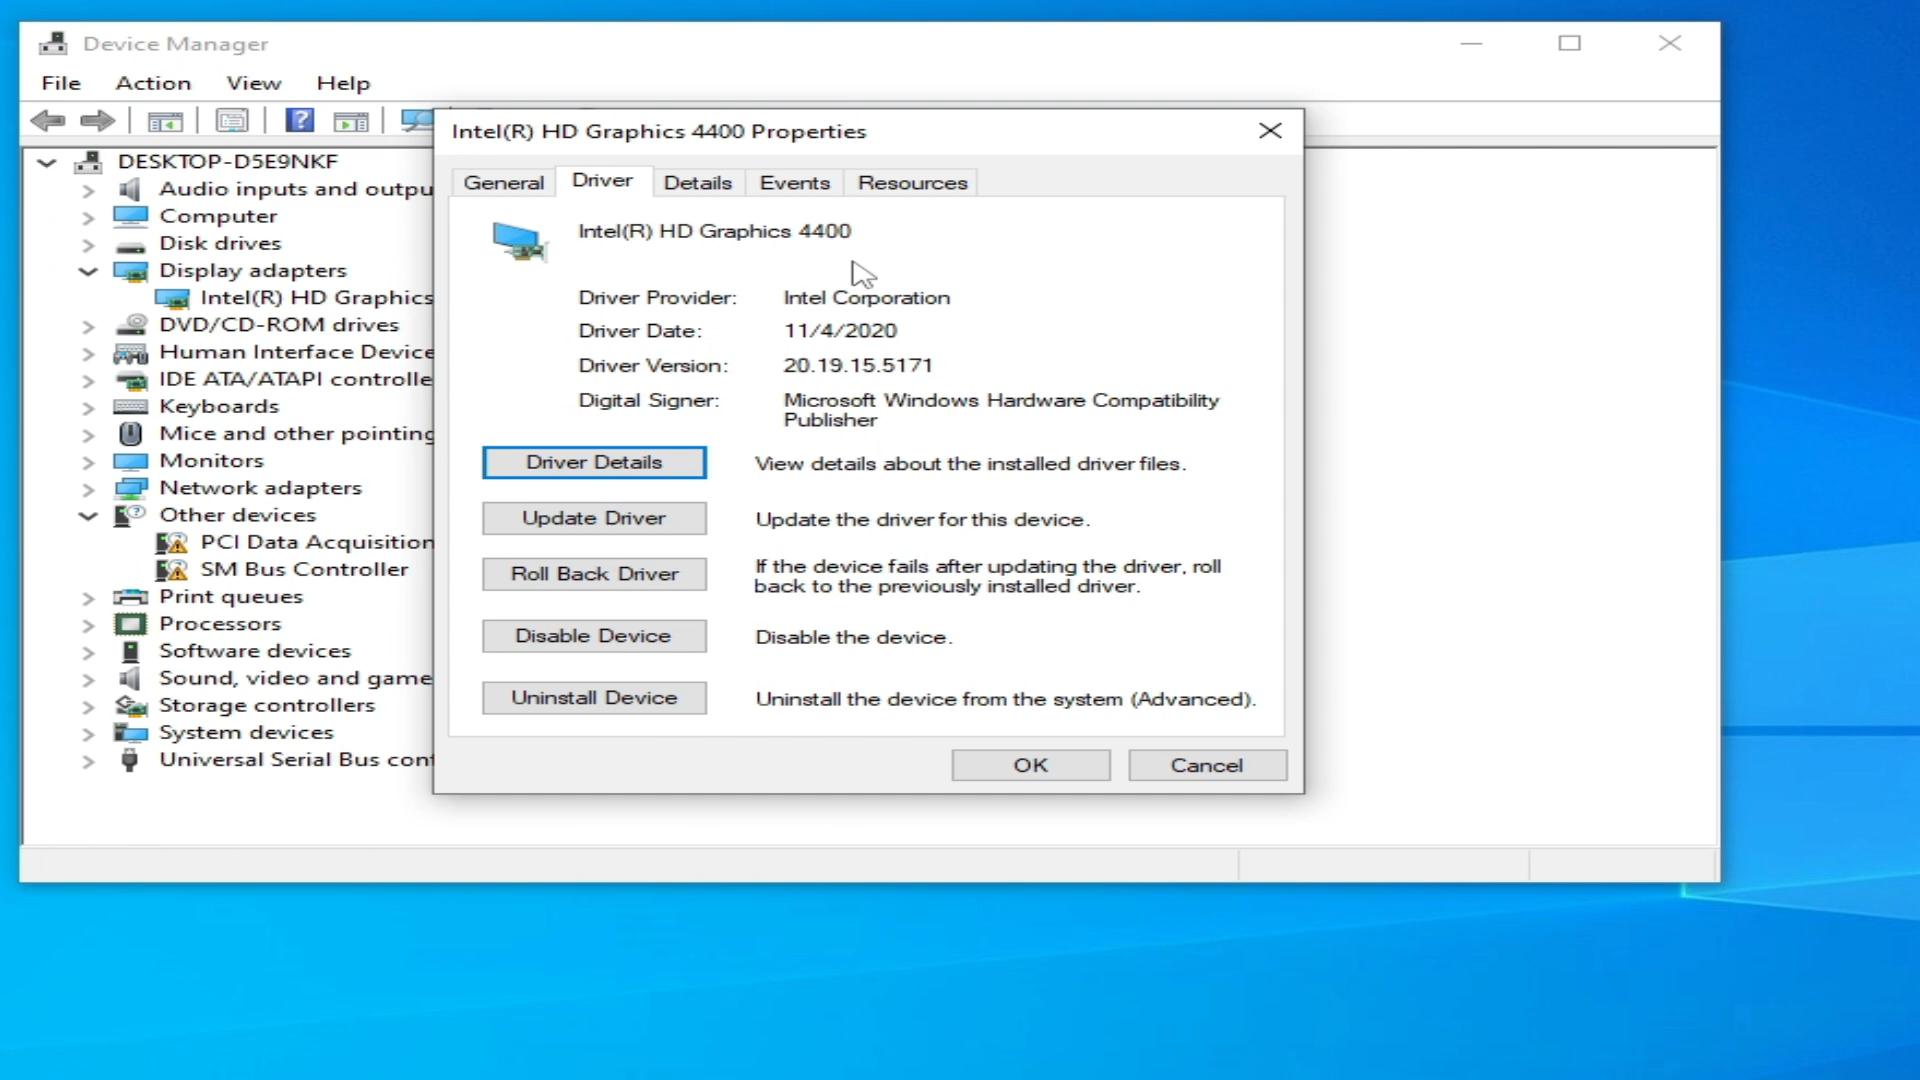 Device Manager
File Action View Help
Intel(R) HD Graphics 4400 Properties
General Driver Details Events Resources
DESKTOP-D5E9NKF
Audio inputs and outpu
Computer
Disk drives
Display adapters
Intel(R) HD Graphics
DVD/CD-ROM drives
Human Interface Device
IDE ATA/ATAPI controlle
Keyboards
Mice and other pointing
Monitors
Network adapters
Other devices
PCI Data Acquisition
SM Bus Controller
Print queues
Processors
Software devices
Sound, video and game
Storage controllers
System devices
Universal Serial Bus cont
Intel(R) HD Graphics 4400
Driver Provider: Intel Corporation
Driver Date: 11/4/2020
Driver Version: 20.19.15.5171
Digital Signer: Microsoft Windows Hardware Compatibility
Publisher
Driver Details View details about the installed driver files.
Update Driver Update the driver for this device.
Roll Back Driver If the device fails after updating the driver, roll
back to the previously installed driver.
Disable Device Disable the device.
Uninstall Device Uninstall the device from the system (Advanced).
OK Cancel